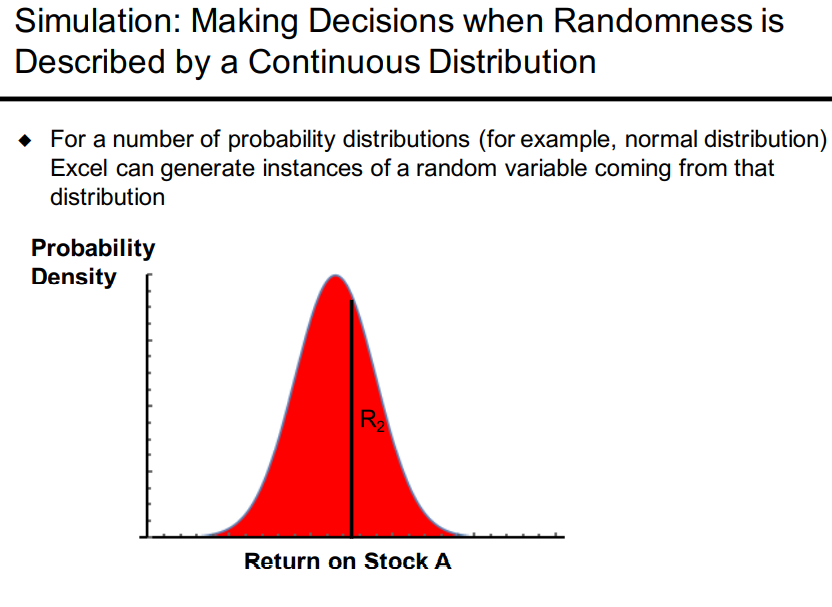 Simulation: Making Decisions when Randomness is
Described by a Continuous Distribution
◆ For a number of probability distributions (for example, normal distribution)
Excel can generate instances of a random variable coming from that
distribution
Probability
Density
R₂
Return on Stock A